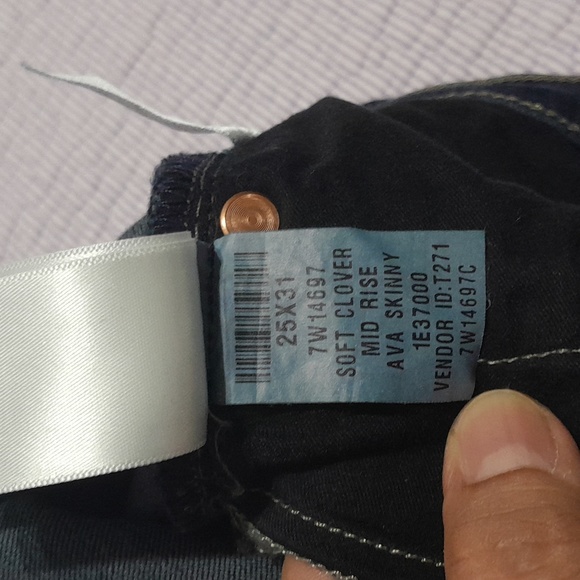 25X31
7W14697
SOFT CLOVER
MID RISE
AVA SKINNY
1E37000
VENDOR ID:T271
7W14697C